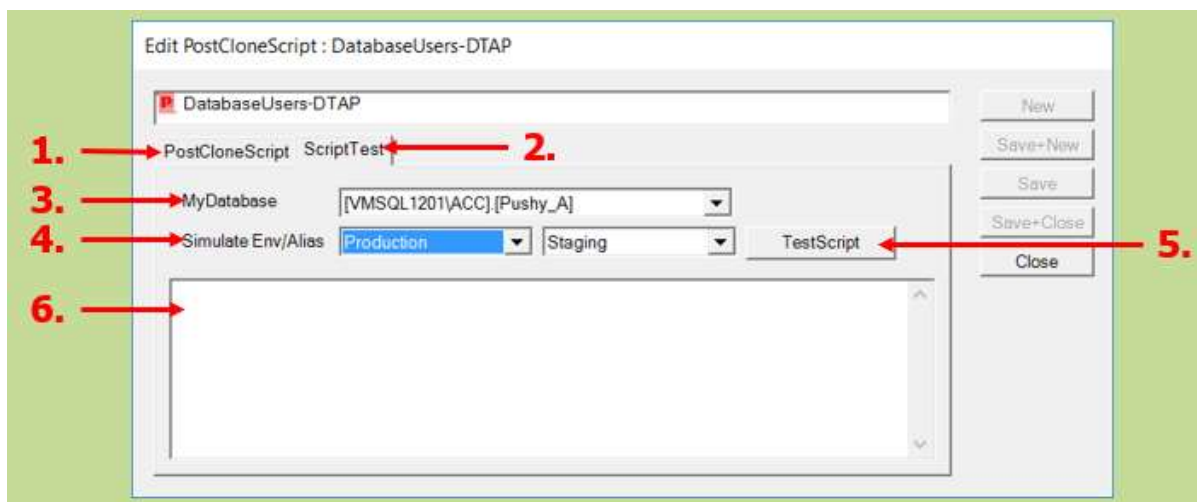 Edit PostCloneScript : DatabaseUsers-DTAP
P DatabaseUsers-DTAP
New
1. PostCloneScript ScriptTest 2.
Save+New
3. MyDatabase [VMSQL1201\ACC].[Pushy_A]
Save
4. Simulate Env/Alias Production Staging TestScript 5.
Save+Close
Close
6.